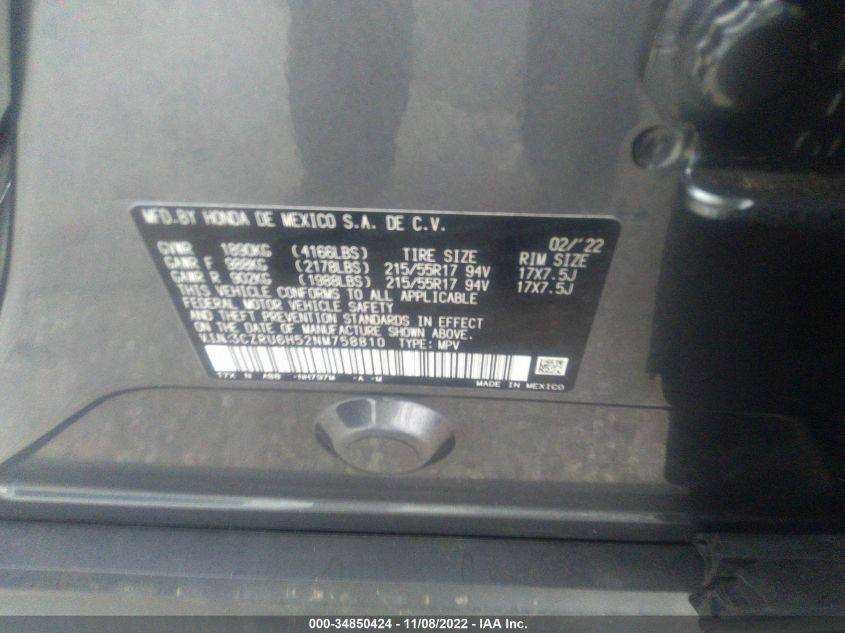 MFD.BY HONDA DE MEXICO S.A. DE C.V. 02/'22
GVWR 1890KG (4166LBS) TIRE SIZE RIM SIZE
GAWR F 988KG (2178LBS) 215/55R17 94V 17X7.5J
GAWR R 902KG (1988LBS) 215/55R17 94V 17X7.5J
THIS VEHICLE CONFORMS TO ALL APPLICABLE
FEDERAL MOTOR VEHICLE SAFETY
AND THEFT PREVENTION STANDARDS IN EFFECT
ON THE DATE OF MANUFACTURE SHOWN ABOVE.
V.I.N. 3CZRU6H52NM758810 TYPE: MPV
-NH797M -A -M
MADE IN MEXICO
000-34850424 - 11/08/2022 - IAA Inc.